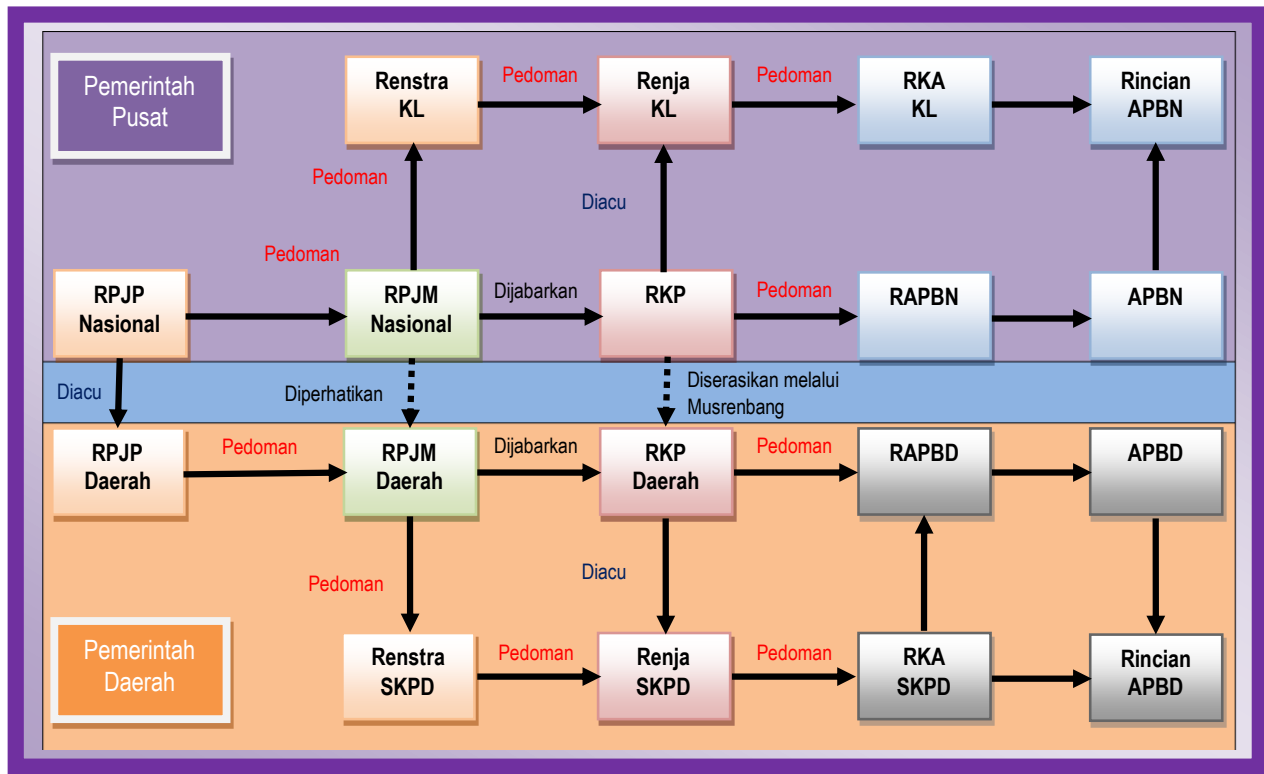 Pemerintah
Pusat
Renstra
KL
Pedoman
Renja
KL
Pedoman
RKA
KL
Rincian
APBN
Pedoman
Diacu
Pedoman
RPJP
Nasional
RPJM
Nasional
Dijabarkan
RKP
Pedoman
RAPBN
APBN
Diacu
Diperhatikan
Diserasikan melalui
Musrenbang
RPJP
Daerah
Pedoman
RPJM
Daerah
Dijabarkan
RKP
Daerah
Pedoman
RAPBD
APBD
Pedoman
Diacu
Pemerintah
Daerah
Renstra
SKPD
Pedoman
Renja
SKPD
Pedoman
RKA
SKPD
Rincian
APBD